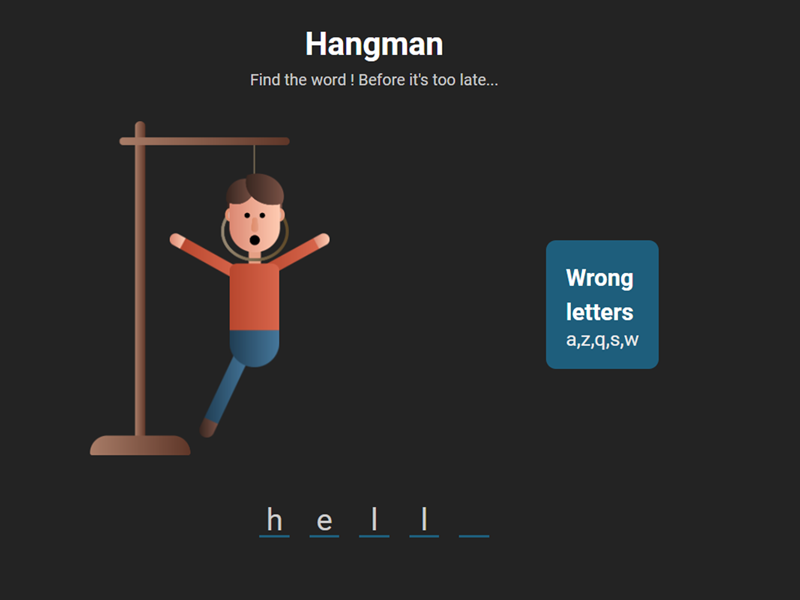 Hangman
Find the word ! Before it's too late...
Wrong
letters
a,z,q,s,w
h e l l